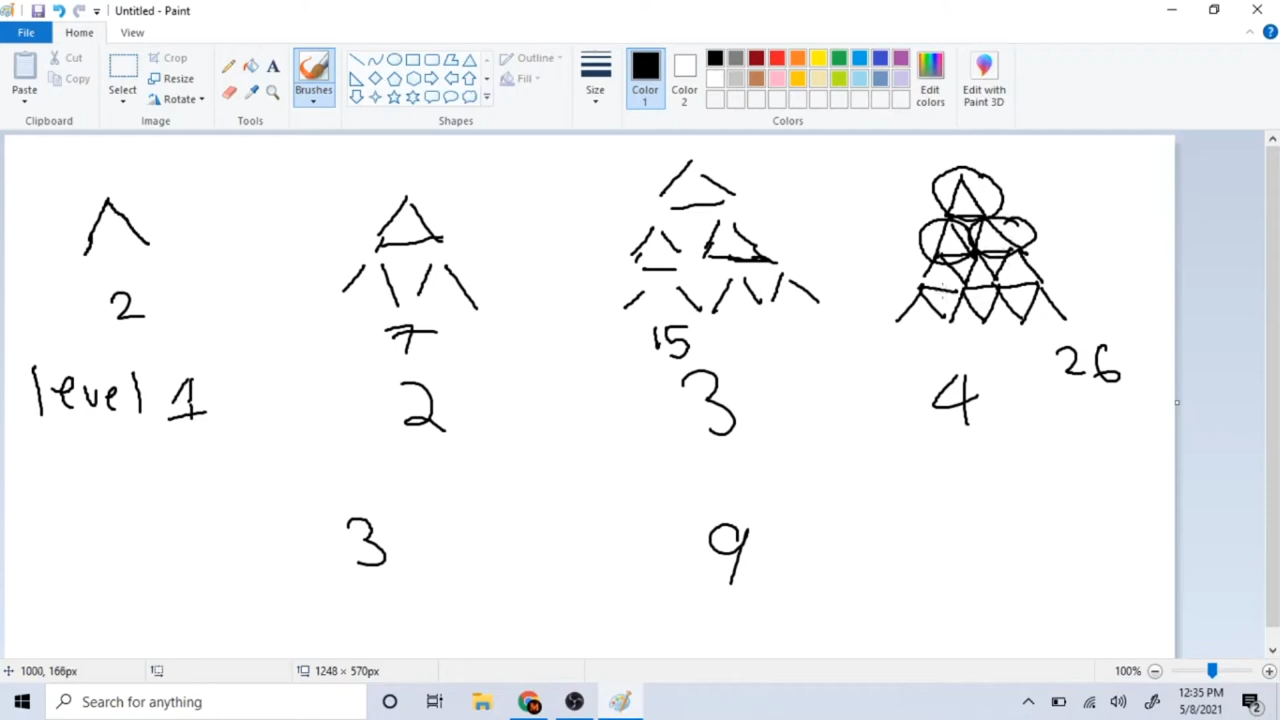 Untitled - Paint
File Home View
Paste
Cut
Copy
Clipboard
Select
Crop
Resize
Rotate
Image
A
Tools
Brushes
Outline
Fill
Shapes
Size
Color 1
Color 2
Edit colors
Edit with Paint 3D
Colors
2
7
15
26
level 1 2 3 4
3 9
1000, 166px
1248 × 570px
100%
Search for anything
M
12:35 PM
5/8/2021
2